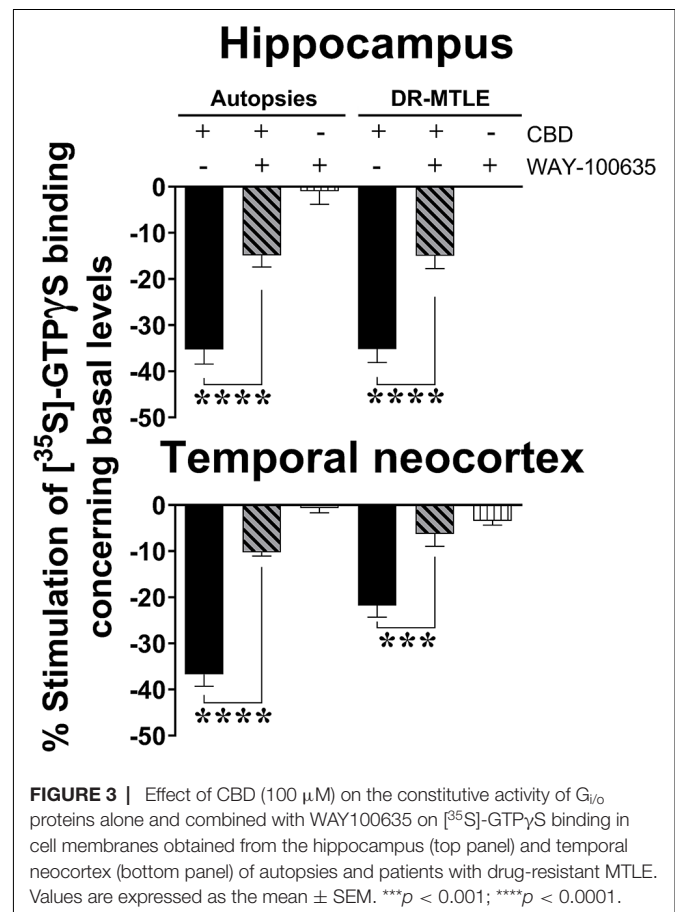 Hippocampus
Autopsies DR-MTLE
+ + - + + - CBD
- + + - + + WAY-100635
% Stimulation of [³⁵S]-GTPγS binding
concerning basal levels
0
-10
-20
-30
-40
-50
**** ****
Temporal neocortex
0
-10
-20
-30
-40
-50
***
****
FIGURE 3 | Effect of CBD (100 μM) on the constitutive activity of Gᵢ/ₒ
proteins alone and combined with WAY100635 on [³⁵S]-GTPγS binding in
cell membranes obtained from the hippocampus (top panel) and temporal
neocortex (bottom panel) of autopsies and patients with drug-resistant MTLE.
Values are expressed as the mean ± SEM. ***p < 0.001; ****p < 0.0001.